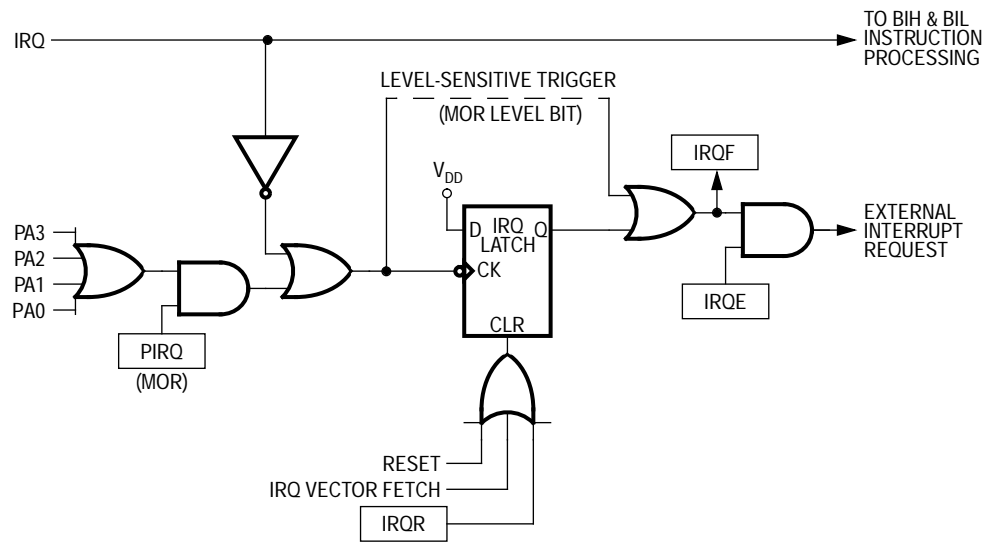 IRQ
TO BIH & BIL
INSTRUCTION
PROCESSING
LEVEL-SENSITIVE TRIGGER
(MOR LEVEL BIT)
IRQF
VDD
D IRQ Q
LATCH
CK
CLR
EXTERNAL
INTERRUPT
REQUEST
PA3
PA2
PA1
PA0
IRQE
PIRQ
(MOR)
RESET
IRQ VECTOR FETCH
IRQR